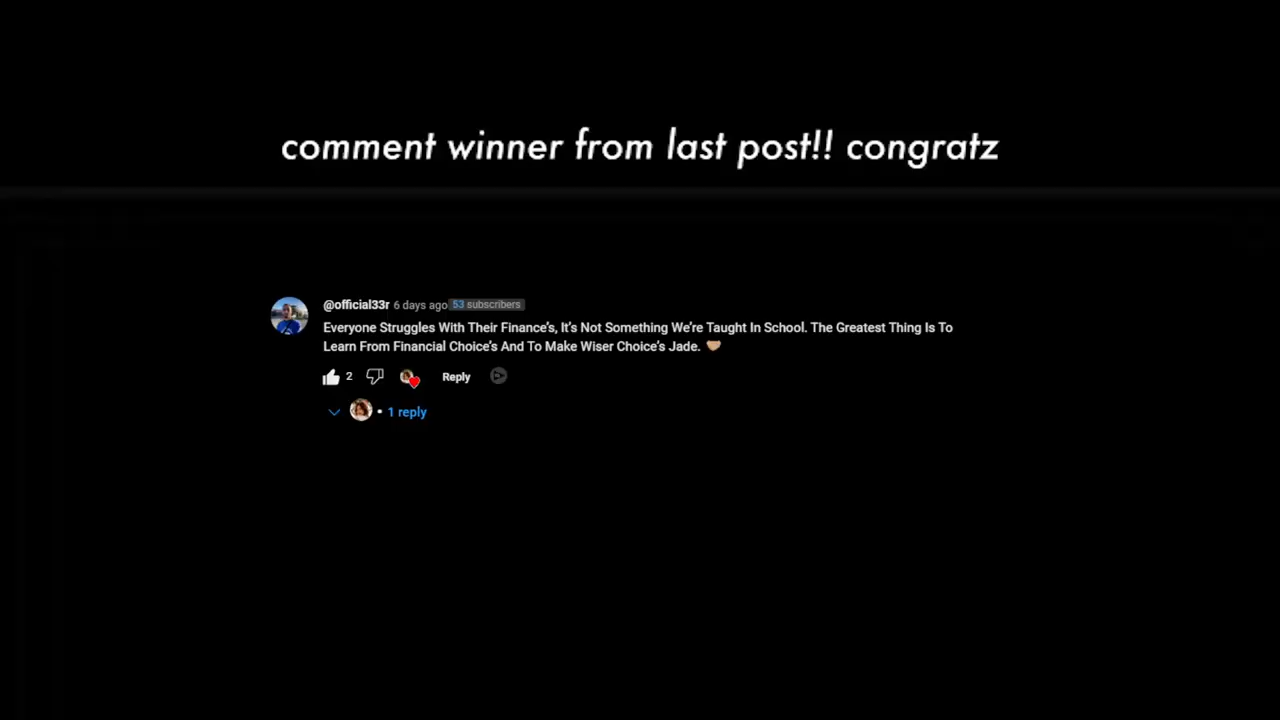 comment winner from last post!! congratz
@official33r 6 days ago 53 subscribers
Everyone Struggles With Their Finance's, It's Not Something We're Taught In School. The Greatest Thing Is To
Learn From Financial Choice's And To Make Wiser Choice's Jade. 🤝🏼
2 Reply
• 1 reply